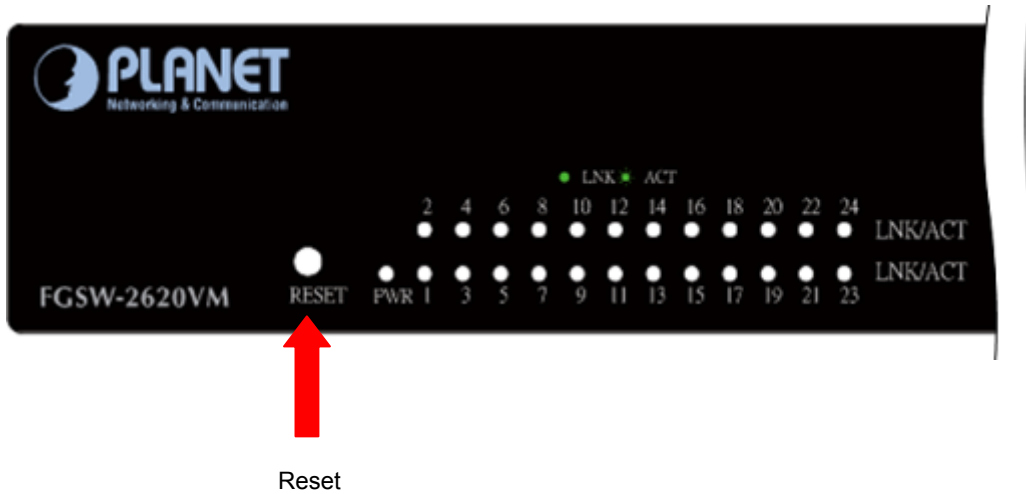 PLANET
Networking & Communication
LNK ACT
2 4 6 8 10 12 14 16 18 20 22 24 LNK/ACT
LNK/ACT
FGSW-2620VM RESET PWR 1 3 5 7 9 11 13 15 17 19 21 23
Reset